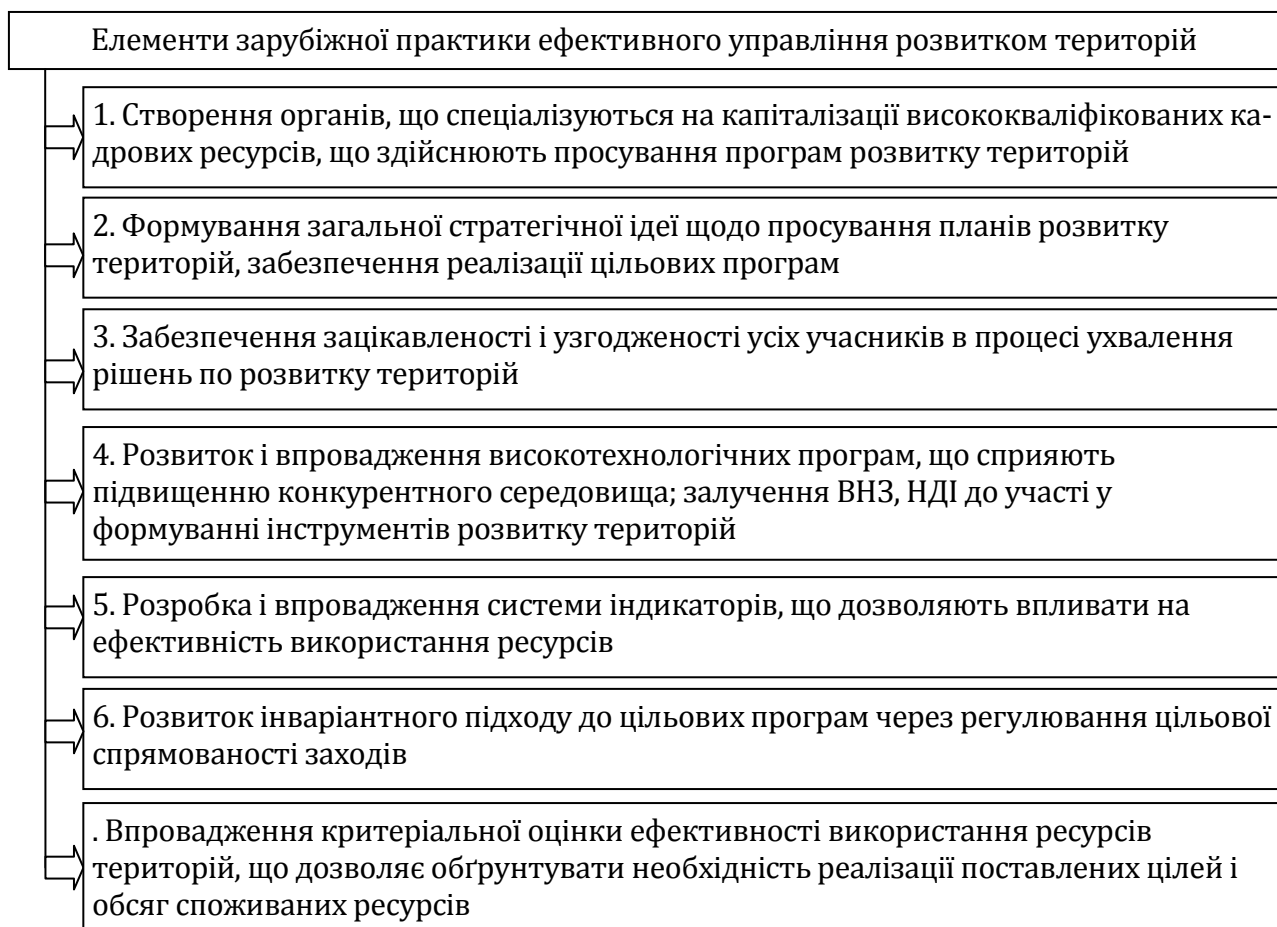 Елементи зарубіжної практики ефективного управління розвитком територій
1. Створення органів, що спеціалізуються на капіталізації висококваліфікованих ка-
дрових ресурсів, що здійснюють просування програм розвитку територій
2. Формування загальної стратегічної ідеї щодо просування планів розвитку
територій, забезпечення реалізації цільових програм
3. Забезпечення зацікавленості і узгодженості усіх учасників в процесі ухвалення
рішень по розвитку територій
4. Розвиток і впровадження високотехнологічних програм, що сприяють
підвищенню конкурентного середовища; залучення ВНЗ, НДІ до участі у
формуванні інструментів розвитку територій
5. Розробка і впровадження системи індикаторів, що дозволяють впливати на
ефективність використання ресурсів
6. Розвиток інваріантного підходу до цільових програм через регулювання цільової
спрямованості заходів
. Впровадження критеріальної оцінки ефективності використання ресурсів
територій, що дозволяє обґрунтувати необхідність реалізації поставлених цілей і
обсяг споживаних ресурсів